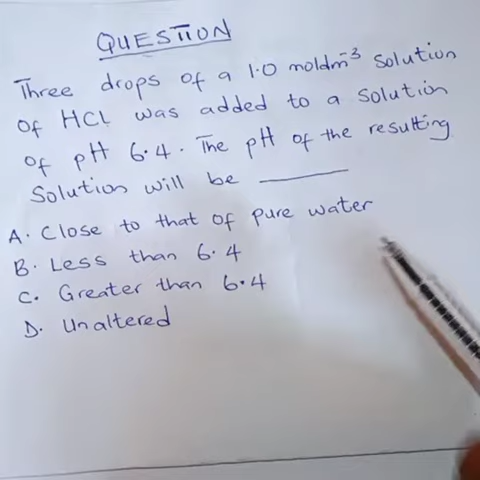 QUESTION
Three drops of a 1.0 moldm⁻³ solution
of HCl was added to a solution
of pH 6.4. The pH of the resulting
Solution will be ________
A. Close to that of pure water
B. Less than 6.4
C. Greater than 6.4
D. Unaltered